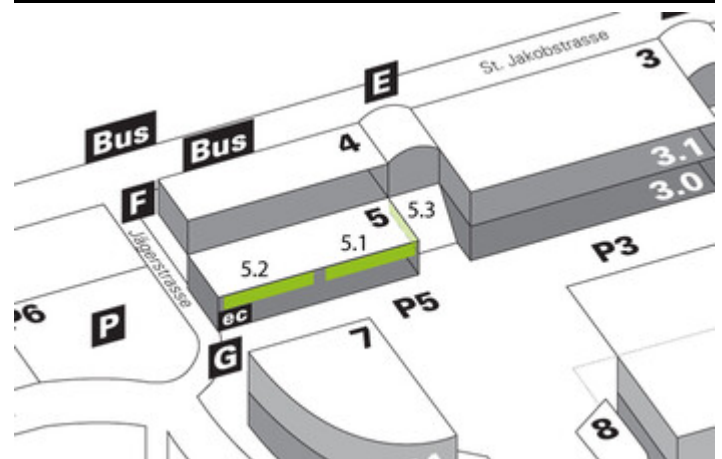 St. Jakobstrasse
3
E
Bus
Bus
4
3.1
3.0
F
5
5.3
5.1
5.2
Jägerstrasse
P3
P5
ec
P6
P
G
7
8